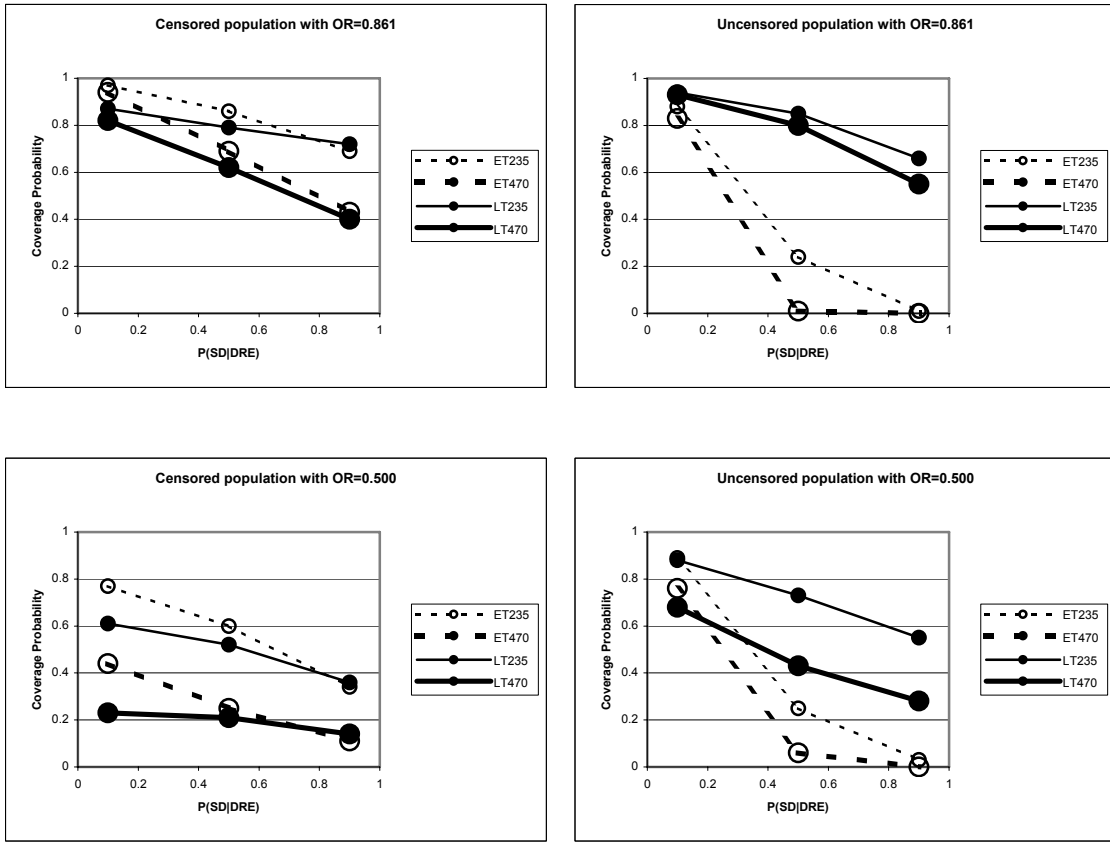 Censored population with OR=0.861
Coverage Probability
1
0.8
0.6
0.4
0.2
0
0 0.2 0.4 0.6 0.8 1
P(SD|DRE)
ET235
ET470
LT235
LT470
Uncensored population with OR=0.861
Coverage Probability
1
0.8
0.6
0.4
0.2
0
0 0.2 0.4 0.6 0.8 1
P(SD|DRE)
ET235
ET470
LT235
LT470
Censored population with OR=0.500
Coverage Probability
1
0.8
0.6
0.4
0.2
0
0 0.2 0.4 0.6 0.8 1
P(SD|DRE)
ET235
ET470
LT235
LT470
Uncensored population with OR=0.500
Coverage Probability
1
0.8
0.6
0.4
0.2
0
0 0.2 0.4 0.6 0.8 1
P(SD|DRE)
ET235
ET470
LT235
LT470